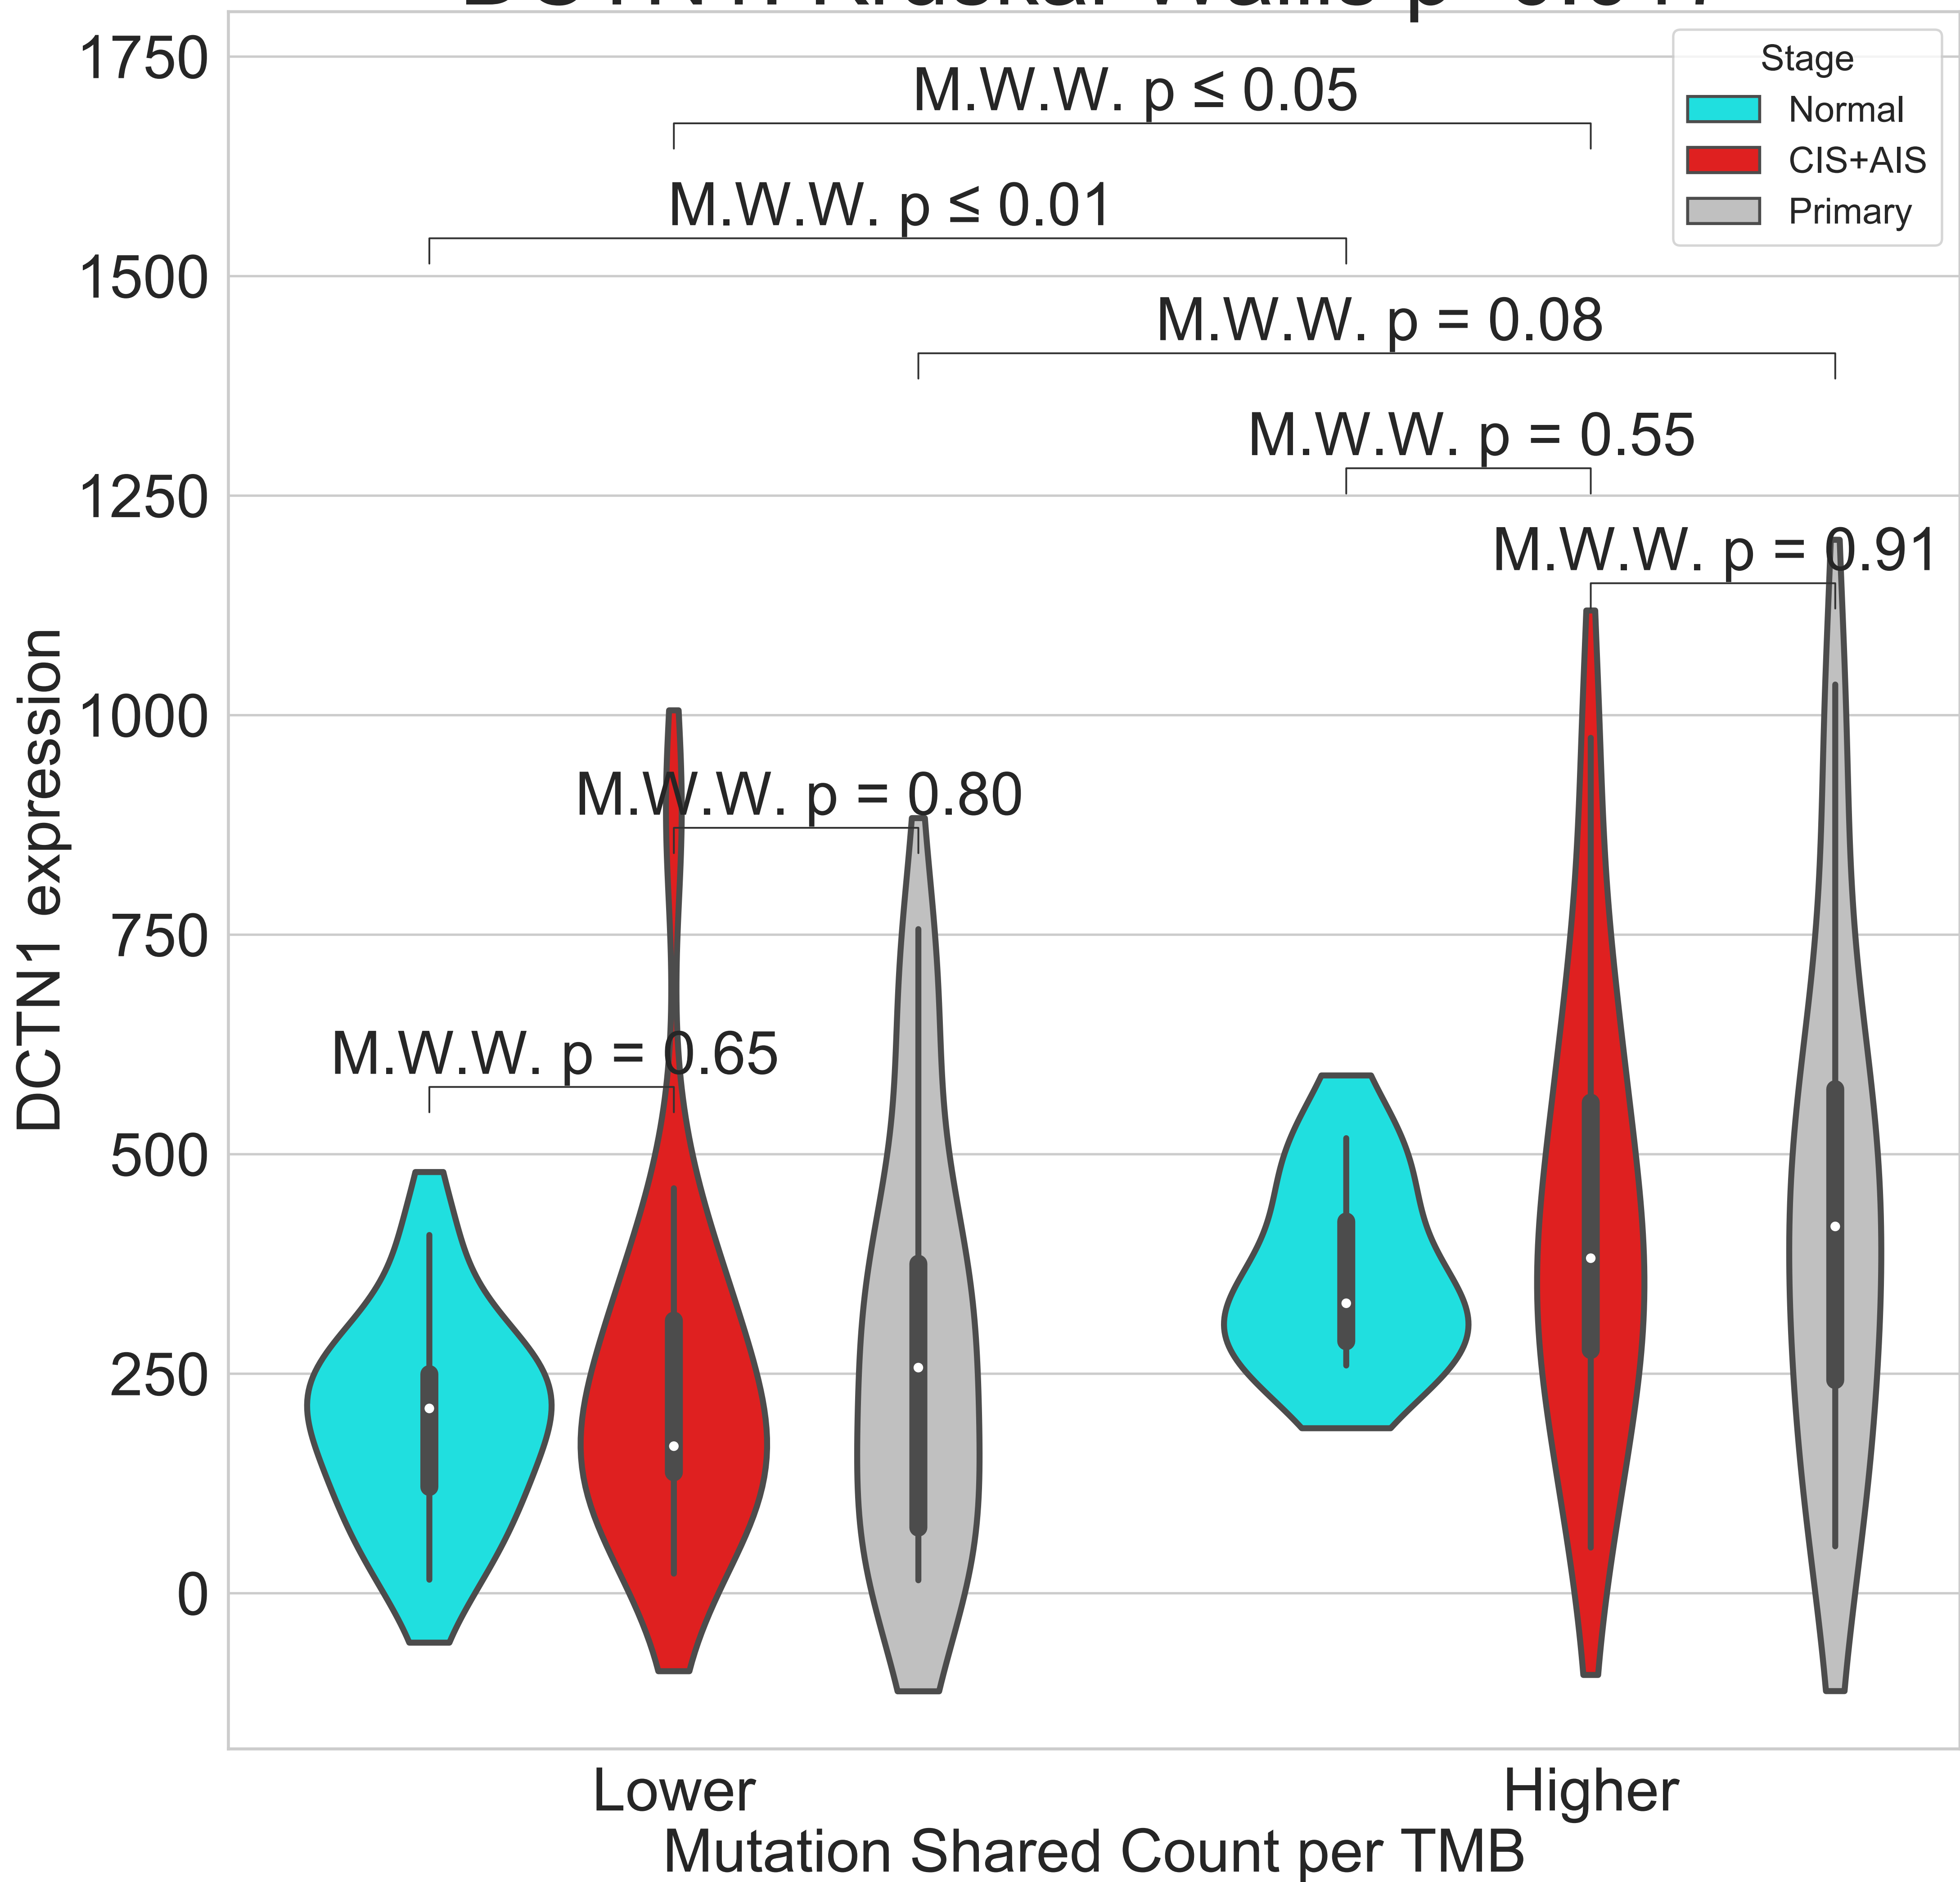 1750
1500
1250
1000
750
500
250
0
DCTN1 expression
M.W.W. p ≤ 0.05
M.W.W. p ≤ 0.01
M.W.W. p = 0.08
M.W.W. p = 0.55
M.W.W. p = 0.91
M.W.W. p = 0.80
M.W.W. p = 0.65
Stage
Normal
CIS+AIS
Primary
Lower
Higher
Mutation Shared Count per TMB